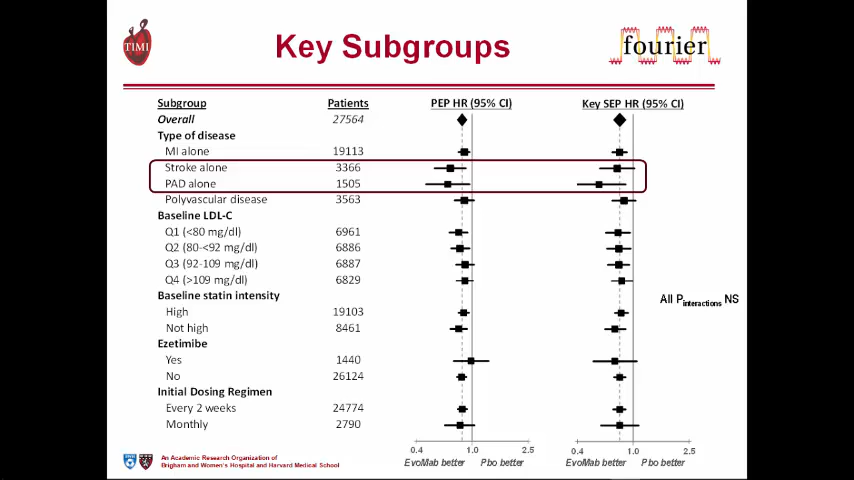 TIMI
Key Subgroups
fourier
Subgroup Patients PEP HR (95% CI) Key SEP HR (95% CI)
Overall 27564
Type of disease
MI alone 19113
Stroke alone 3366
PAD alone 1505
Polyvascular disease 3563
Baseline LDL-C
Q1 (<80 mg/dl) 6961
Q2 (80-<92 mg/dl) 6886
Q3 (92-109 mg/dl) 6887
Q4 (>109 mg/dl) 6829
All Pinteractions NS
Baseline statin intensity
High 19103
Not high 8461
Ezetimibe
Yes 1440
No 26124
Initial Dosing Regimen
Every 2 weeks 24774
Monthly 2790
0.4 1.0 2.5 0.4 1.0 2.5
EvoMab better Pbo better EvoMab better Pbo better
An Academic Research Organization of
Brigham and Women's Hospital and Harvard Medical School